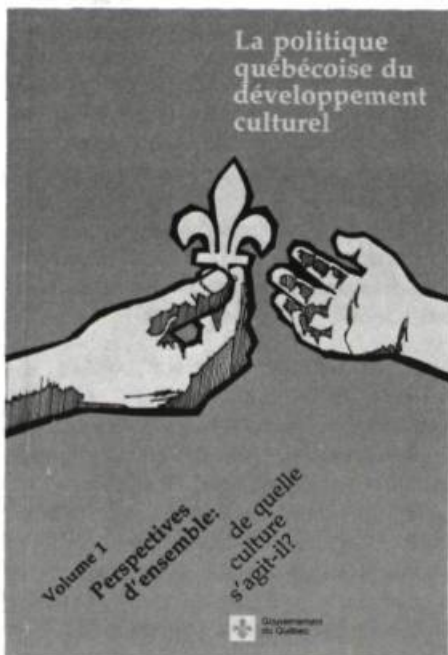 La politique
québécoise du
développement
culturel
Volume 1
Perspectives
d'ensemble:
de quelle
culture
s'agit-il?
Gouvernement
du Québec